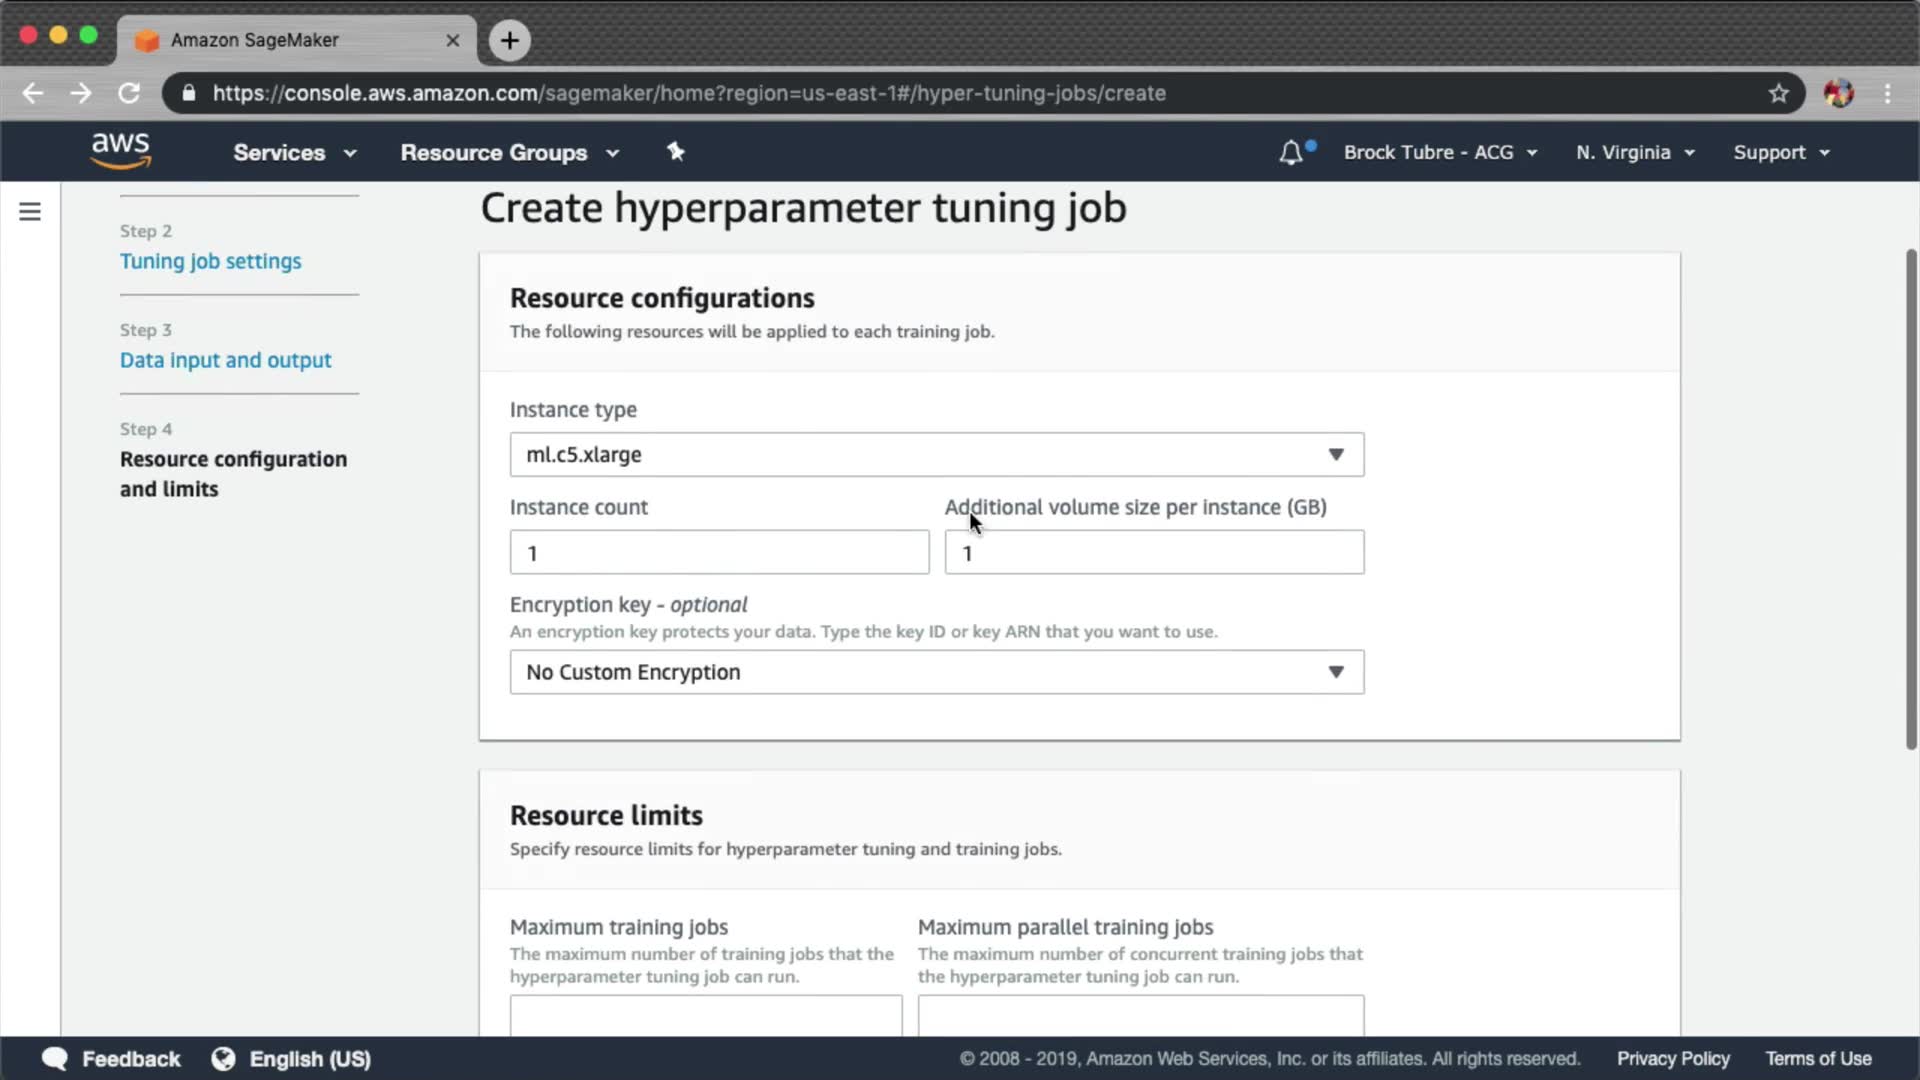 Amazon SageMaker
https://console.aws.amazon.com/sagemaker/home?region=us-east-1#/hyper-tuning-jobs/create
aws
Services
Resource Groups
Brock Tubre - ACG
N. Virginia
Support
Step 2
Tuning job settings
Step 3
Data input and output
Step 4
Resource configuration
and limits
Create hyperparameter tuning job
Resource configurations
The following resources will be applied to each training job.
Instance type
ml.c5.xlarge
Instance count
Additional volume size per instance (GB)
1
1
Encryption key - optional
An encryption key protects your data. Type the key ID or key ARN that you want to use.
No Custom Encryption
Resource limits
Specify resource limits for hyperparameter tuning and training jobs.
Maximum training jobs
The maximum number of training jobs that the
hyperparameter tuning job can run.
Maximum parallel training jobs
The maximum number of concurrent training jobs that
the hyperparameter tuning job can run.
Feedback
English (US)
© 2008 - 2019, Amazon Web Services, Inc. or its affiliates. All rights reserved.
Privacy Policy
Terms of Use